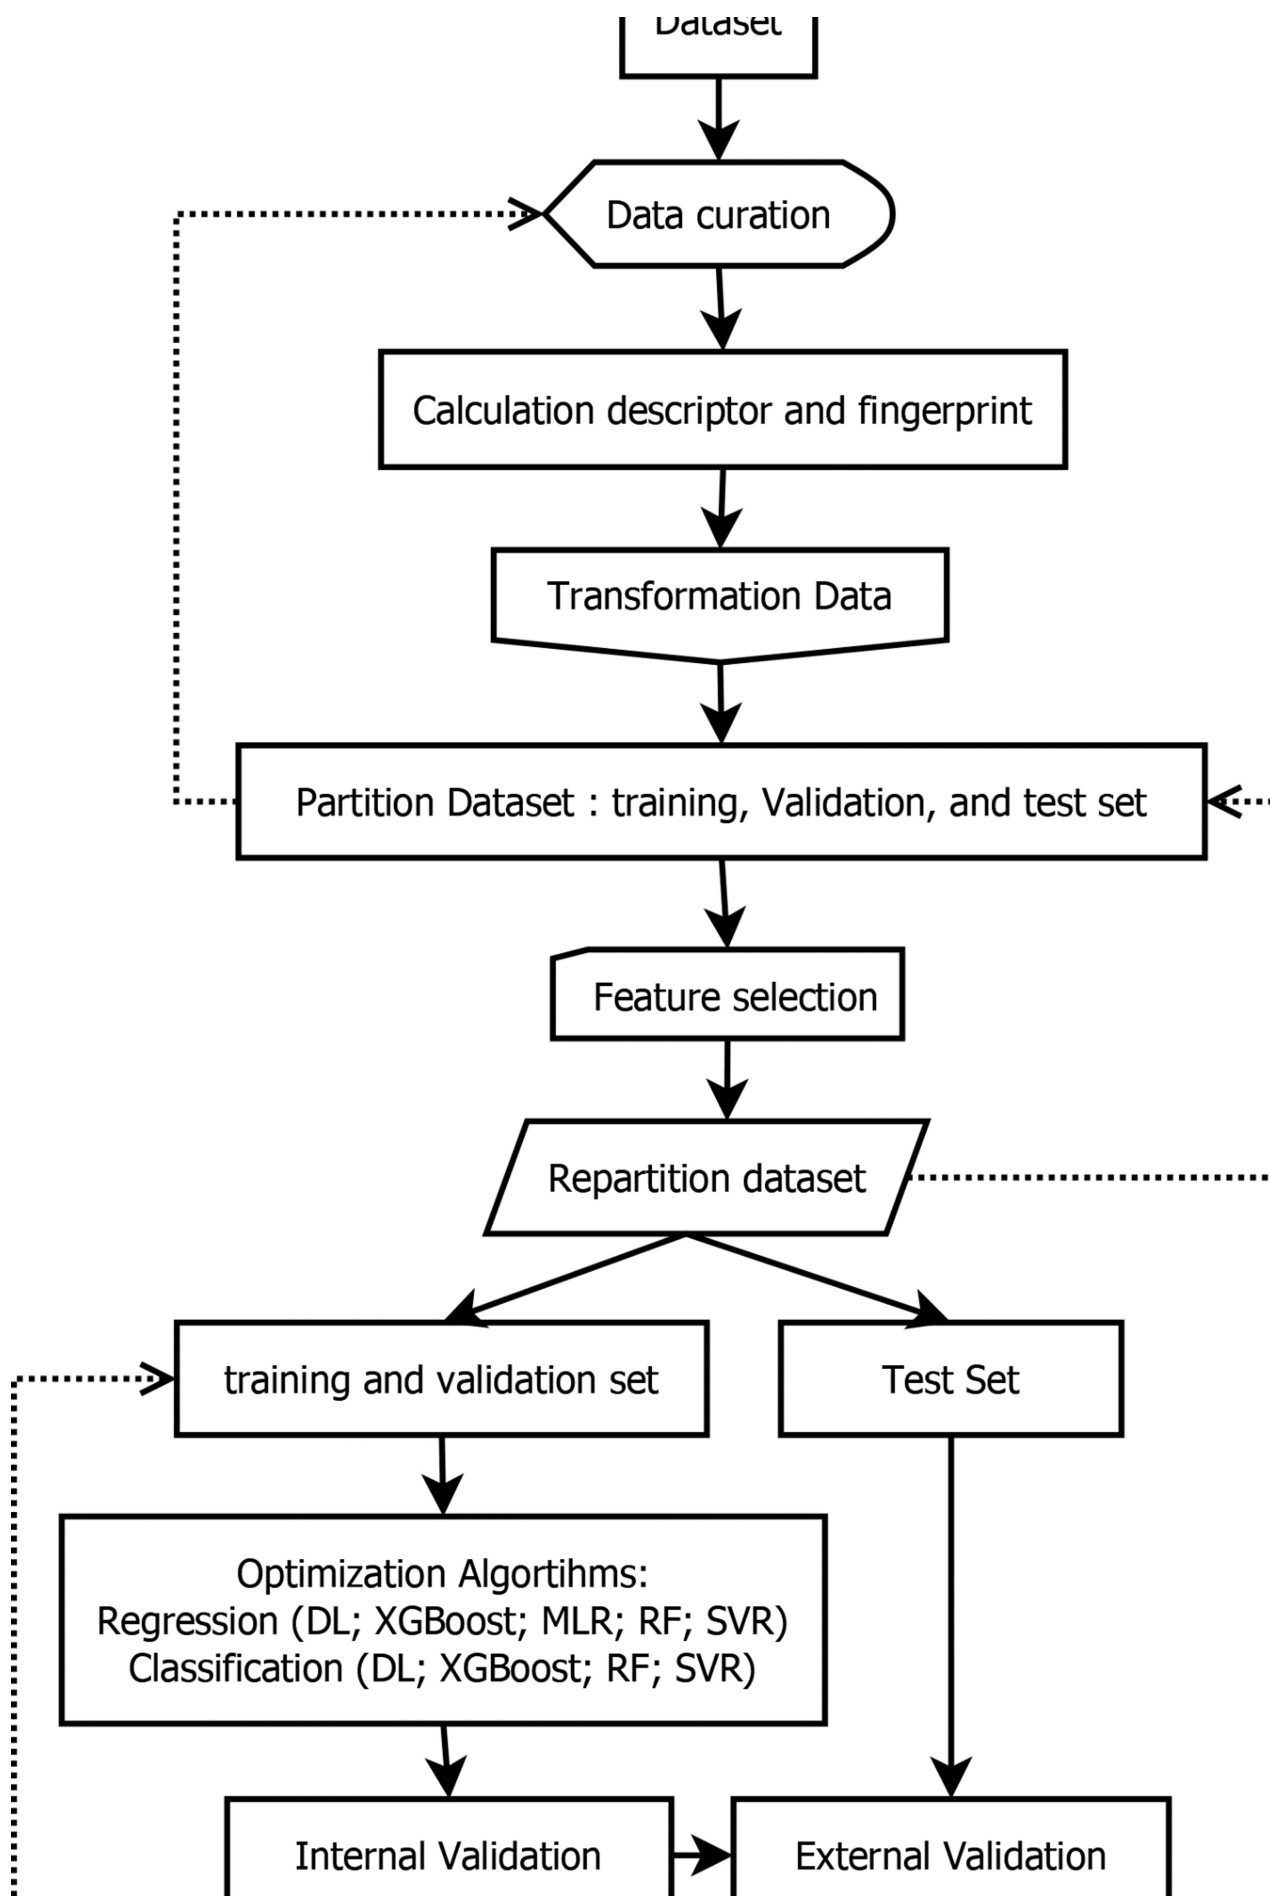 Dataset
Data curation
Calculation descriptor and fingerprint
Transformation Data
Partition Dataset : training, Validation, and test set
Feature selection
Repartition dataset
training and validation set
Test Set
Optimization Algortihms:
Regression (DL; XGBoost; MLR; RF; SVR)
Classification (DL; XGBoost; RF; SVR)
Internal Validation
External Validation